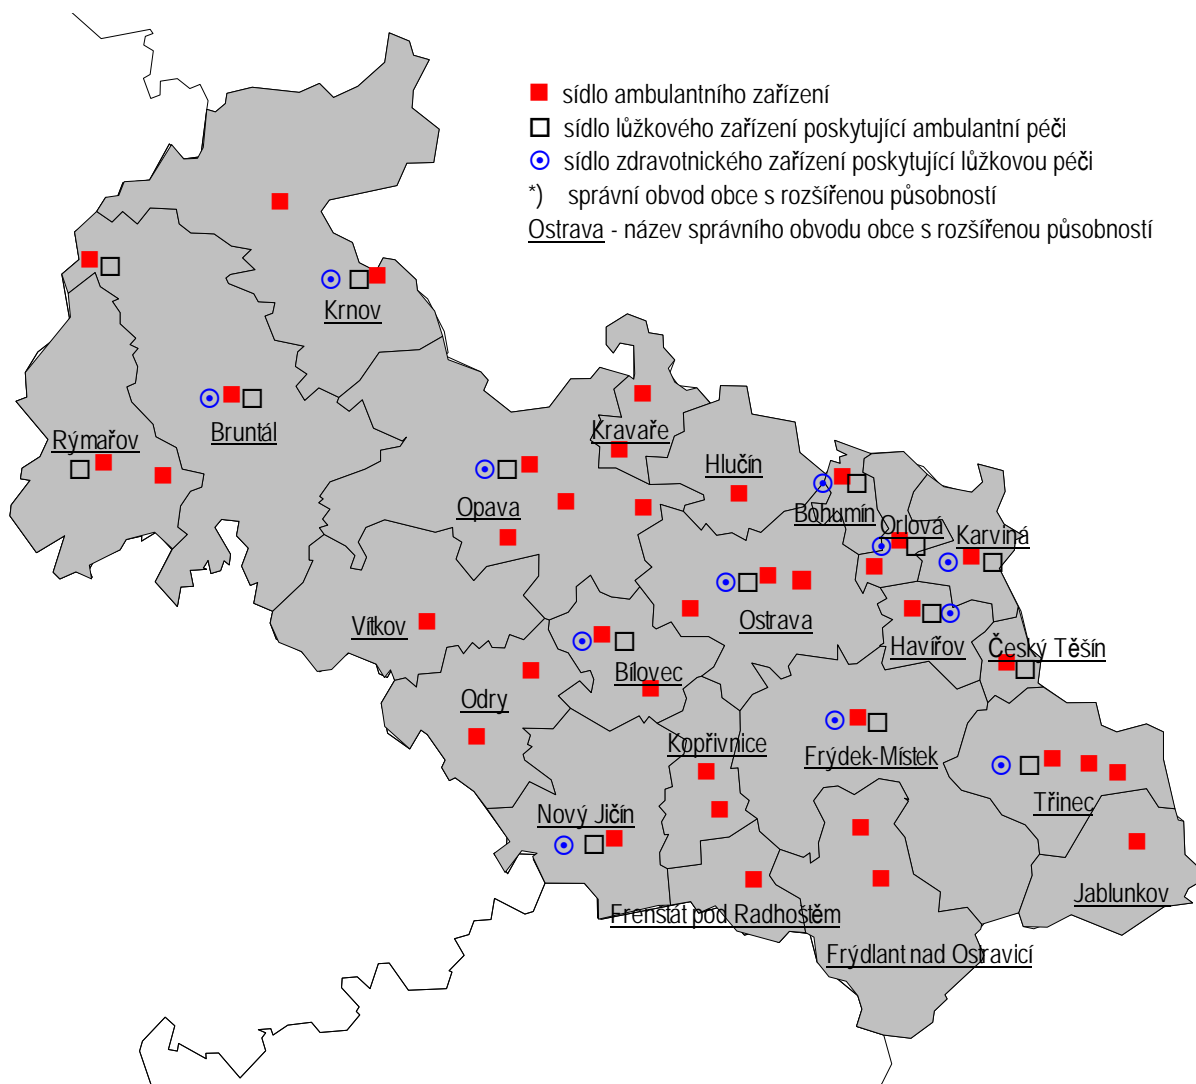 sídlo ambulantního zařízení
sídlo lůžkového zařízení poskytující ambulantní péči
sídlo zdravotnického zařízení poskytující lůžkovou péči
*) správní obvod obce s rozšířenou působností
Ostrava - název správního obvodu obce s rozšířenou působností
Krnov
Bruntál
Rýmařov
Kravaře
Hlučín
Opava
Bohumín
Orlová
Karviná
Vítkov
Ostrava
Havířov
Český Těšín
Bílovec
Odry
Kopřivnice
Frýdek-Místek
Třinec
Nový Jičín
Jablunkov
Frenštát pod Radhoštěm
Frýdlant nad Ostravicí